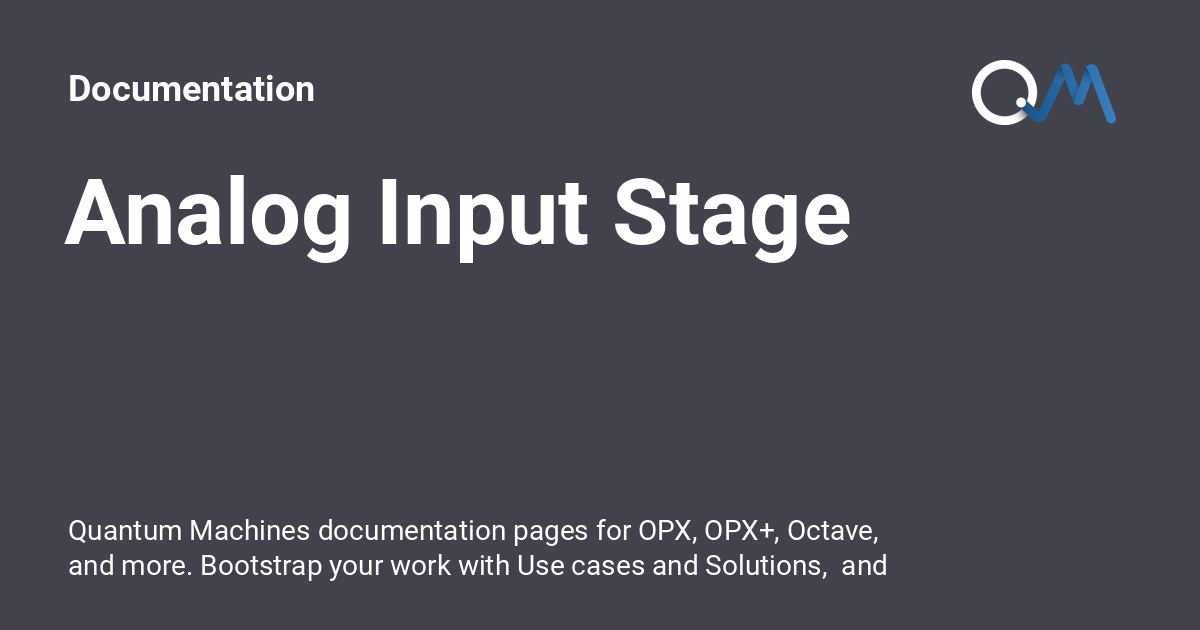 Documentation
QM
Analog Input Stage
Quantum Machines documentation pages for OPX, OPX+, Octave,
and more. Bootstrap your work with Use cases and Solutions,  and